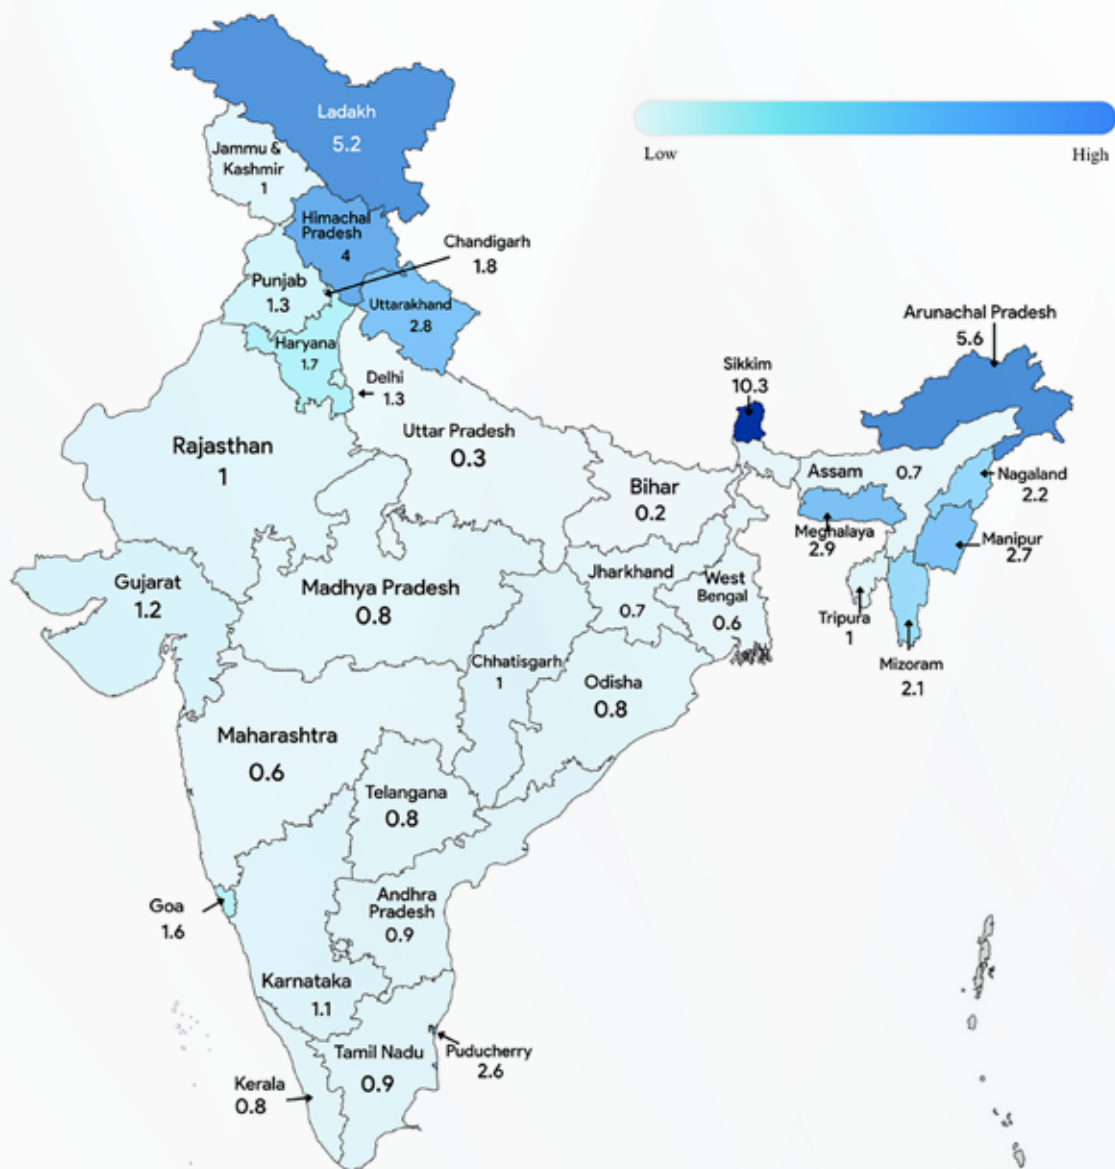 Ladakh
5.2
Low
High
Jammu &
Kashmir
1
Himachal
Pradesh
4
Chandigarh
1.8
Punjab
1.3
Uttarakhand
2.8
Haryana
1.7
Delhi
1.3
Arunachal Pradesh
5.6
Sikkim
10.3
Rajasthan
1
Uttar Pradesh
0.3
Bihar
0.2
Assam
0.7
Nagaland
2.2
Meghalaya
2.9
Manipur
2.7
Gujarat
1.2
Madhya Pradesh
0.8
Jharkhand
0.7
West
Bengal
0.6
Tripura
1
Mizoram
2.1
Chhatisgarh
1
Odisha
0.8
Maharashtra
0.6
Telangana
0.8
Goa
1.6
Andhra
Pradesh
0.9
Karnataka
1.1
Tamil Nadu
0.9
Puducherry
2.6
Kerala
0.8